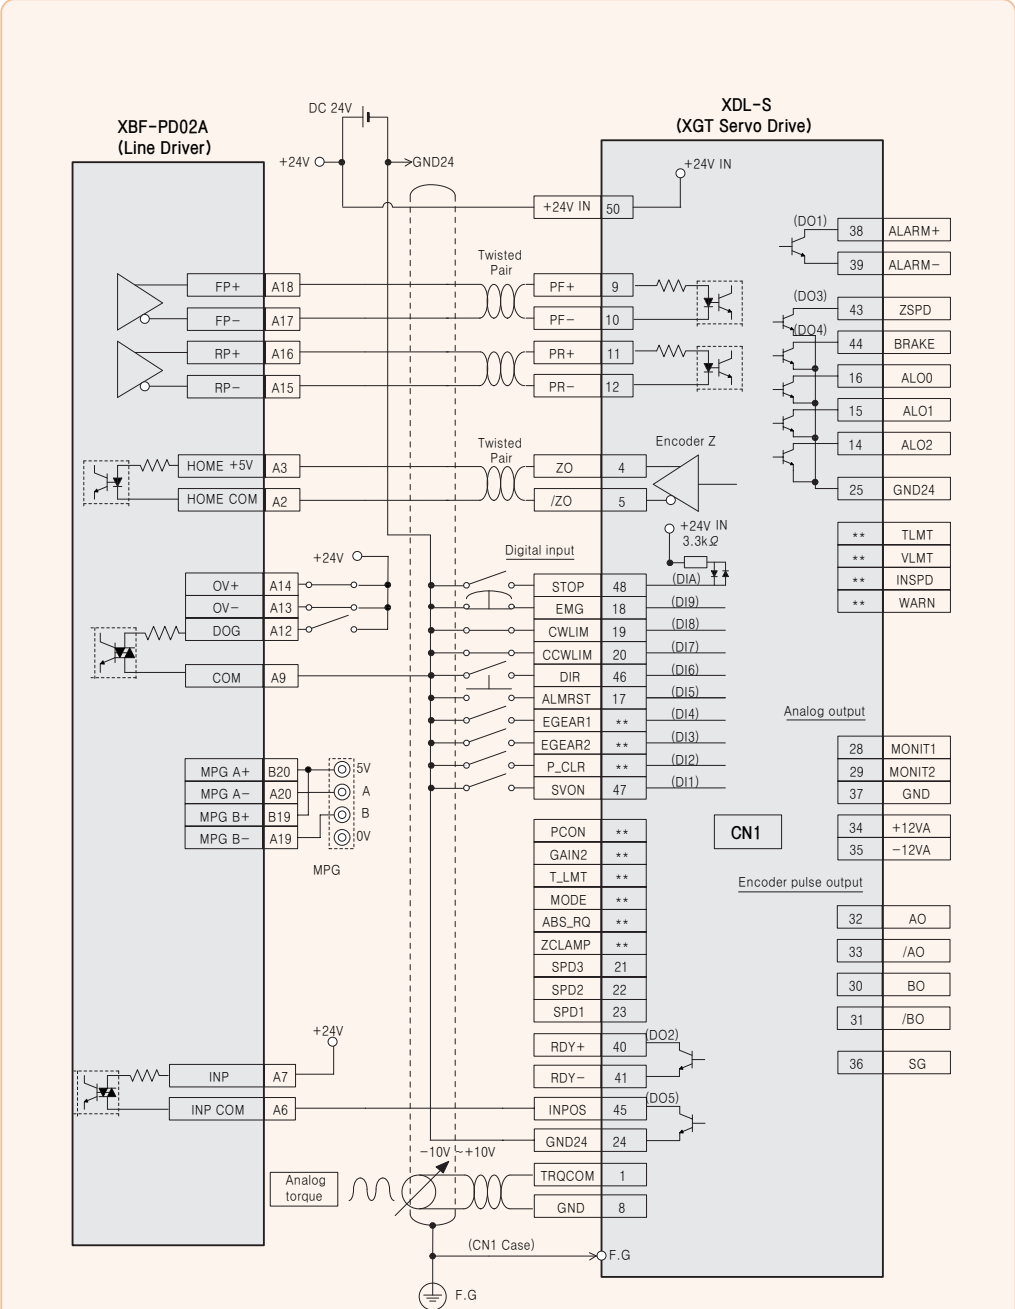 DC 24V
XBF-PD02A
(Line Driver)
XDL-S
(XGT Servo Drive)
+24V
GND24
+24V IN
+24V IN 50
(DO1)
38 ALARM+
39 ALARM-
Twisted
Pair
FP+ A18
PF+ 9
FP- A17
PF- 10
(DO3)
43 ZSPD
(DO4)
44 BRAKE
RP+ A16
PR+ 11
RP- A15
PR- 12
16 ALO0
15 ALO1
14 ALO2
25 GND24
Twisted
Pair
Encoder Z
HOME +5V A3
ZO 4
HOME COM A2
/ZO 5
+24V IN
3.3kΩ
** TLMT
** VLMT
** INSPD
** WARN
+24V
Digital input
OV+ A14
OV- A13
DOG A12
COM A9
STOP 48 (DIA)
EMG 18 (DI9)
CWLIM 19 (DI8)
CCWLIM 20 (DI7)
DIR 46 (DI6)
ALMRST 17 (DI5)
EGEAR1 ** (DI4)
EGEAR2 ** (DI3)
P_CLR ** (DI2)
SVON 47 (DI1)
Analog output
28 MONIT1
29 MONIT2
37 GND
34 +12VA
35 -12VA
MPG A+ B20 5V
MPG A- A20 A
MPG B+ B19 B
MPG B- A19 0V
MPG
CN1
PCON **
GAIN2 **
T_LMT **
MODE **
ABS_RQ **
ZCLAMP **
SPD3 21
SPD2 22
SPD1 23
Encoder pulse output
32 AO
33 /AO
30 BO
31 /BO
36 SG
+24V
INP A7
INP COM A6
RDY+ 40 (DO2)
RDY- 41
INPOS 45 (DO5)
GND24 24
-10V ~+10V
Analog
torque
TRQCOM 1
GND 8
(CN1 Case)
F.G
F.G